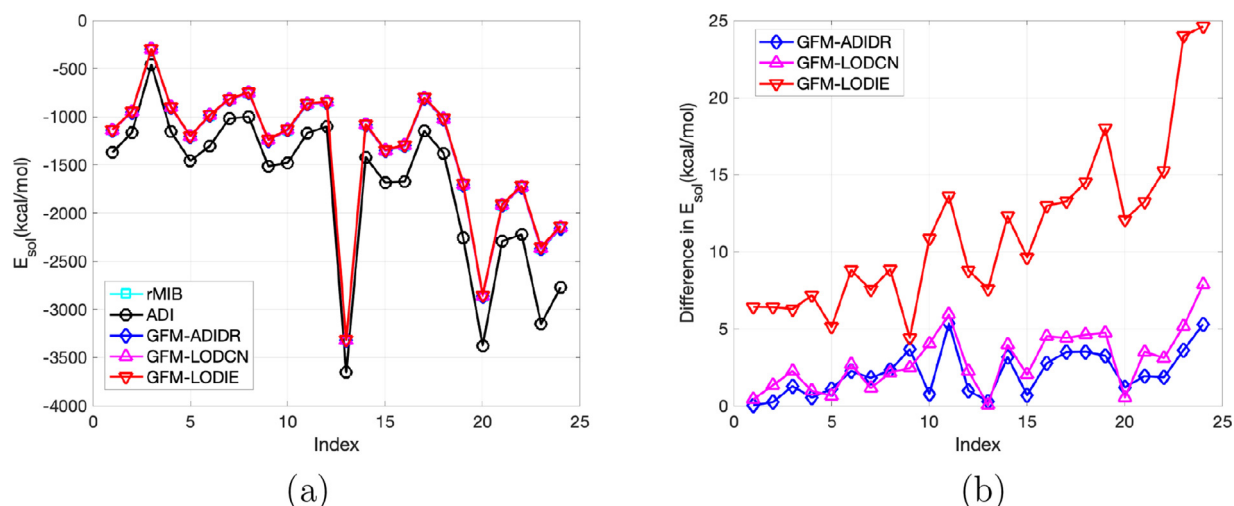 0
-500
-1000
-1500
-2000
-2500
-3000
-3500
-4000
E_sol(kcal/mol)
rMIB
ADI
GFM-ADIDR
GFM-LODCN
GFM-LODIE
0 5 10 15 20 25
Index
(a)
25
20
15
10
5
0
Difference in E_sol(kcal/mol)
GFM-ADIDR
GFM-LODCN
GFM-LODIE
0 5 10 15 20 25
Index
(b)